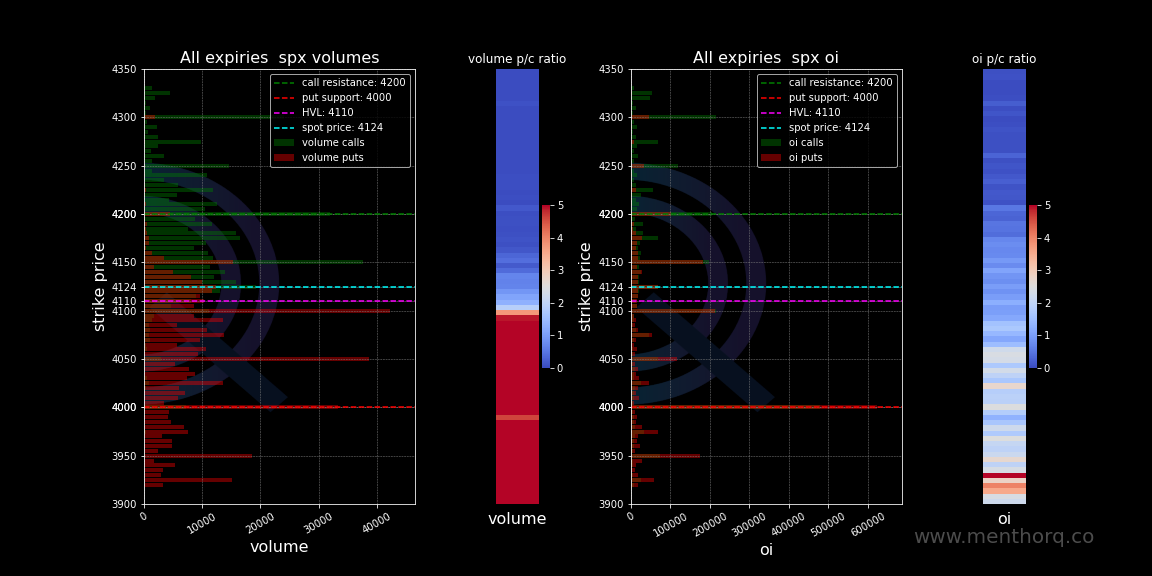 All expiries  spx volumes
call resistance: 4200
put support: 4000
HVL: 4110
spot price: 4124
volume calls
volume puts
strike price
4350
4300
4250
4200
4150
4124
4110
4100
4050
4000
3950
3900
0
10000
20000
30000
40000
volume
volume p/c ratio
5
4
3
2
1
0
volume
All expiries  spx oi
call resistance: 4200
put support: 4000
HVL: 4110
spot price: 4124
oi calls
oi puts
strike price
4350
4300
4250
4200
4150
4124
4110
4100
4050
4000
3950
3900
0
100000
200000
300000
400000
500000
600000
oi
oi p/c ratio
5
4
3
2
1
0
oi
www.menthorq.co